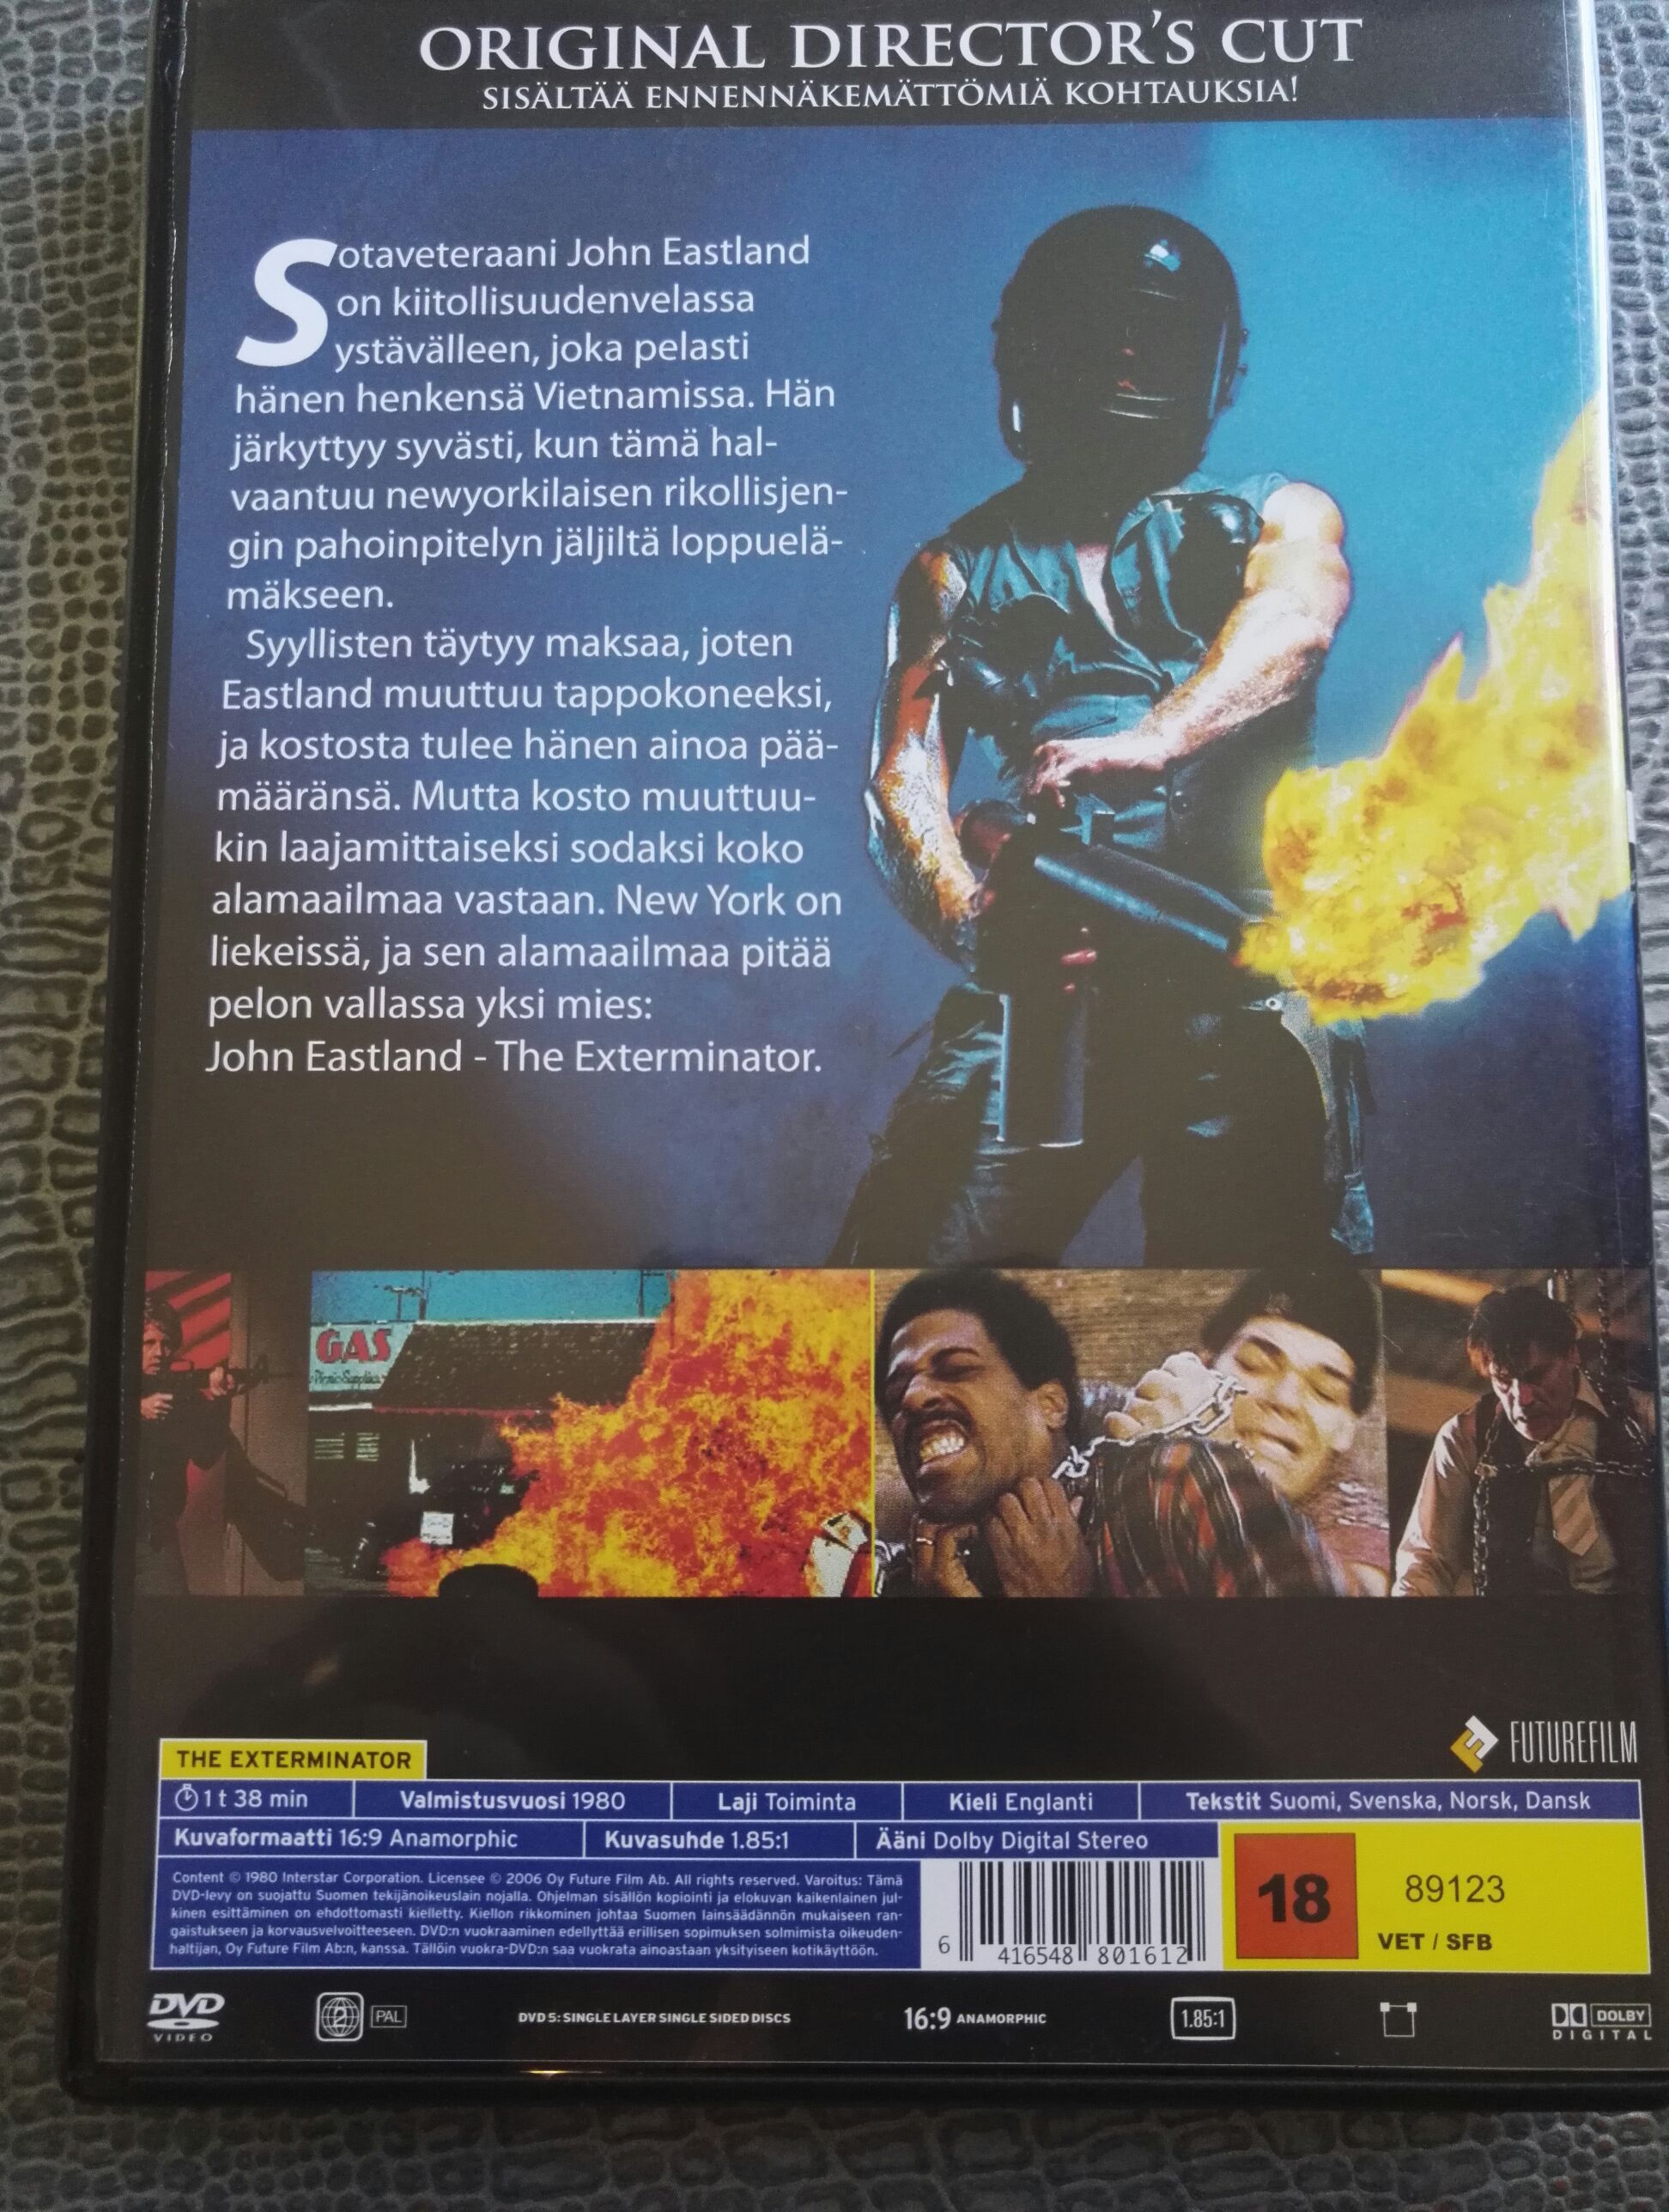 ORIGINAL DIRECTOR'S CUT
SISÄLTÄÄ ENNENNÄKEMÄTTÖMIÄ KOHTAUKSIA!
Sotaveteraani John Eastland
on kiitollisuudenvelassa
ystävälleen, joka pelasti
hänen henkensä Vietnamissa. Hän
järkyttyy syvästi, kun tämä hal-
vaantuu newyorkilaisen rikollisjen-
gin pahoinpitelyn jäljiltä loppuelä-
mäkseen.
Syyllisten täytyy maksaa, joten
Eastland muuttuu tappokoneeksi,
ja kostosta tulee hänen ainoa pää-
määränsä. Mutta kosto muuttuu-
kin laajamittaiseksi sodaksi koko
alamaailmaa vastaan. New York on
liekeissä, ja sen alamaailmaa pitää
pelon vallassa yksi mies:
John Eastland - The Exterminator.
GAS
FUTUREFILM
THE EXTERMINATOR
1 t 38 min Valmistusvuosi 1980 Laji Toiminta Kieli Englanti Tekstit Suomi, Svenska, Norsk, Dansk
Kuvaformaatti 16:9 Anamorphic Kuvasuhde 1.85:1 Ääni Dolby Digital Stereo
Content © 1980 Interstar Corporation. Licensee © 2006 Oy Future Film Ab. All rights reserved. Varoitus: Tämä
DVD-levy on suojattu Suomen tekijänoikeuslain nojalla. Ohjelman sisällön kopiointi ja elokuvan kaikenlainen jul-
kinen esittäminen on ehdottomasti kielletty. Kiellon rikkominen johtaa Suomen lainsäädännön mukaiseen ran-
gaistukseen ja korvausvelvoitteeseen. DVD:n vuokraaminen edellyttää erillisen sopimuksen solmimista oikeuden-
haltijan, Oy Future Film Ab:n, kanssa. Tällöin vuokra-DVD:n saa vuokrata ainoastaan yksityiseen kotikäyttöön.
6 416548 801612
18 89123
VET / SFB
DVD VIDEO 2 PAL DVD 5: SINGLE LAYER SINGLE SIDED DISCS 16:9 ANAMORPHIC 1.85:1 DOLBY DIGITAL